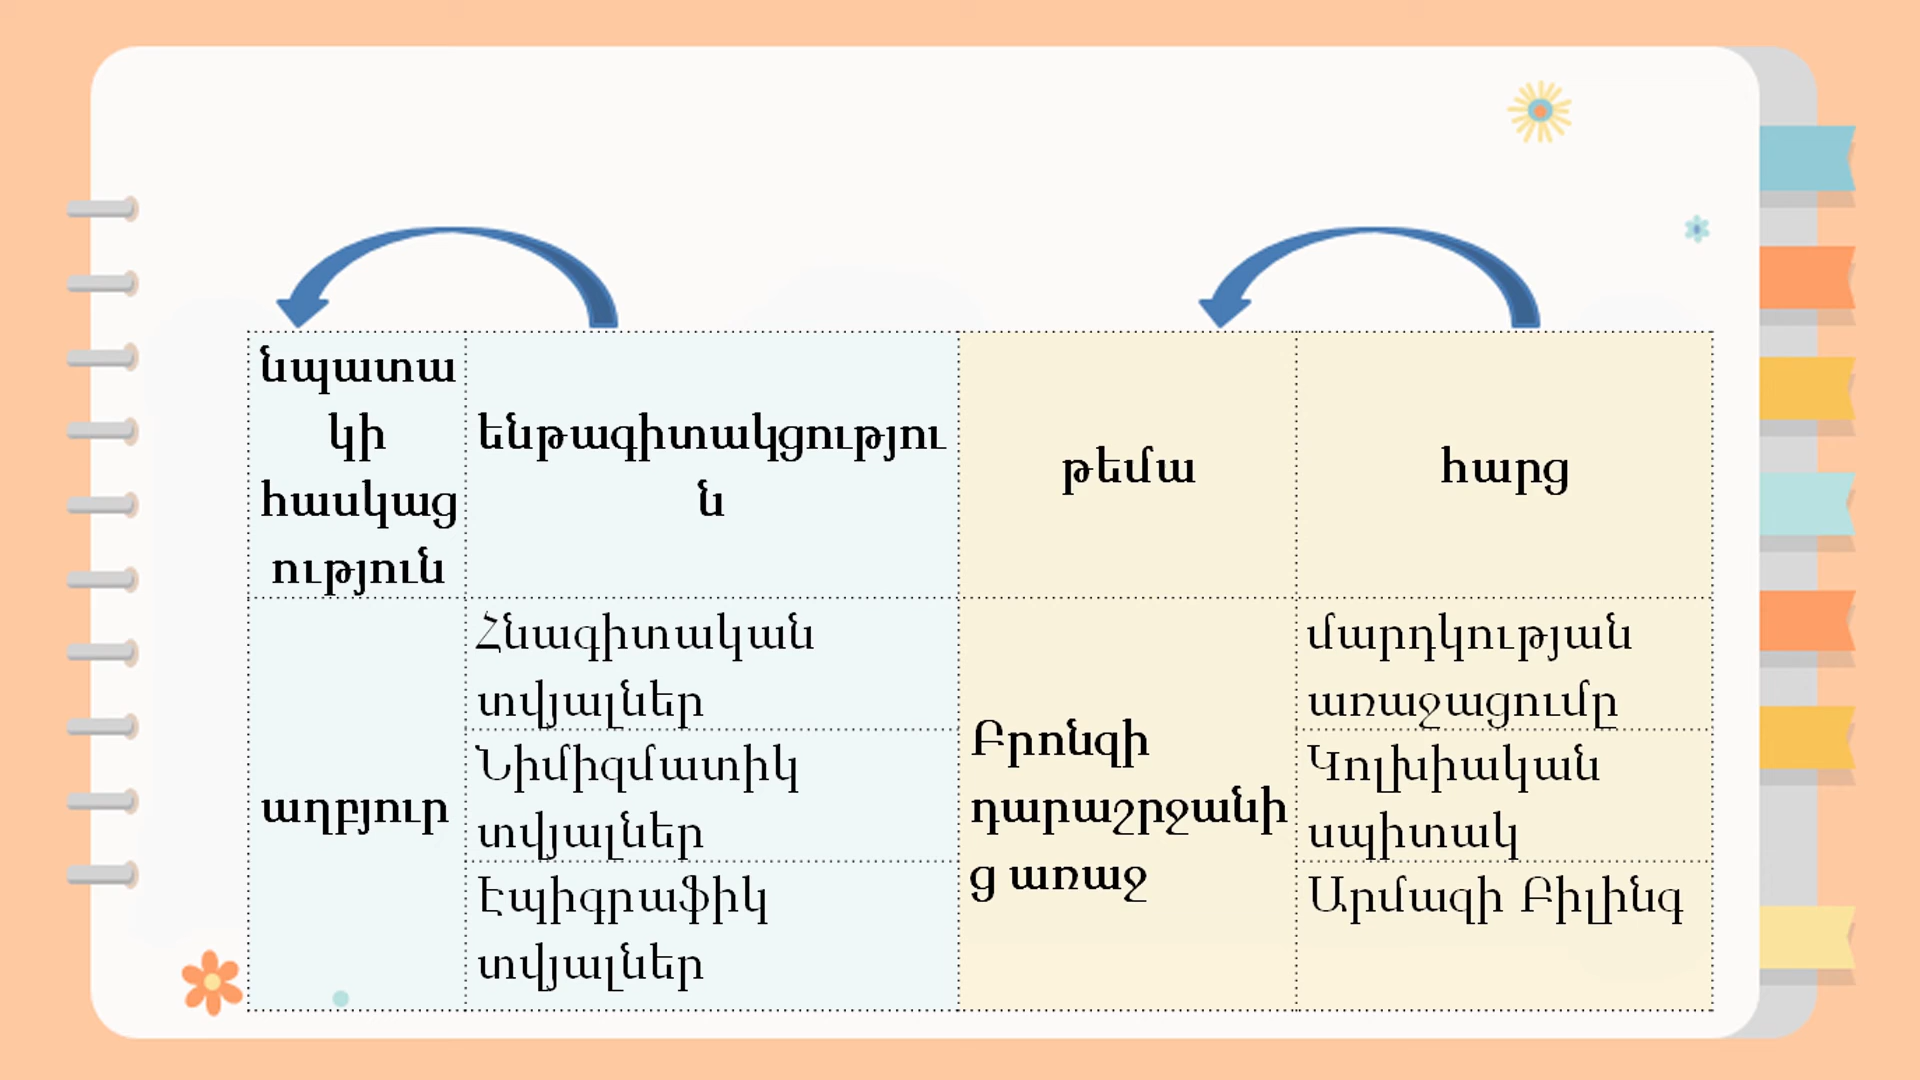 նպատա
կի
հասկաց
ություն
ենթագիտակցությու
ն
թեմա
հարց
աղբյուր
Հնագիտական
տվյալներ
Նիմիզմատիկ
տվյալներ
Էպիգրաֆիկ
տվյալներ
Բրոնզի
դարաշրջանի
ց առաջ
մարդկության
առաջացումը
Կոլխիական
սպիտակ
Արմազի Բիլինգ